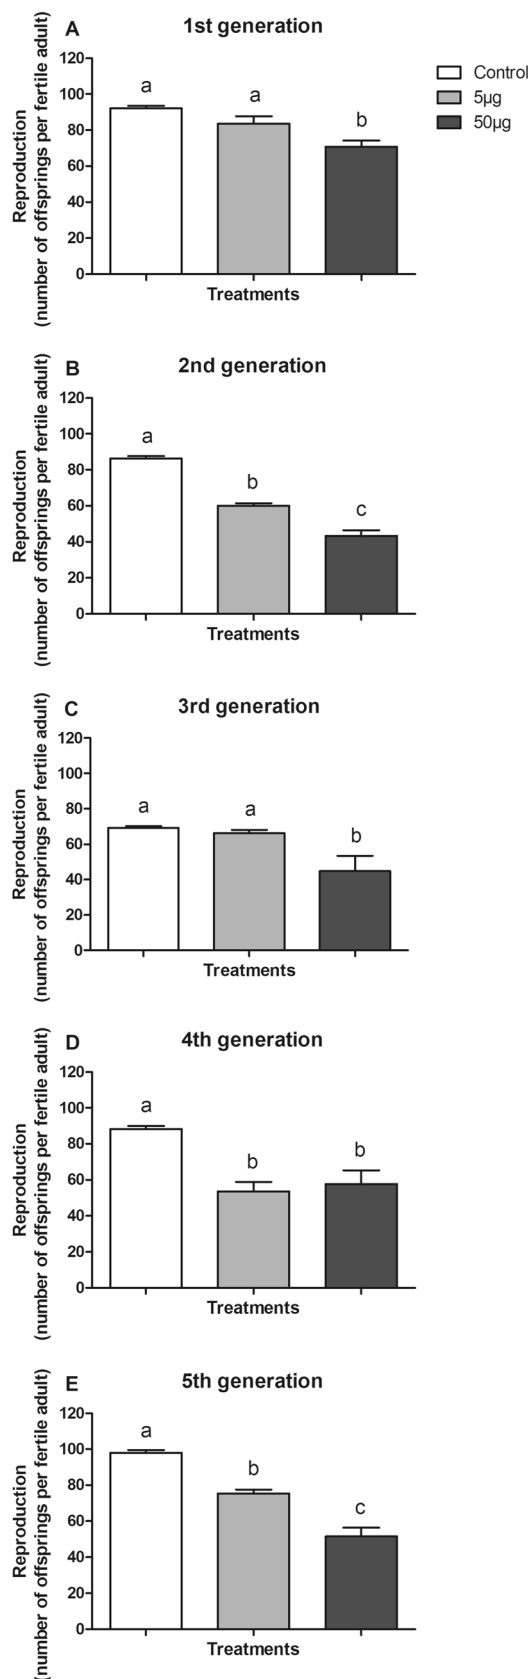 A
1st generation
Reproduction
(number of offsprings per fertile adult)
120
100
80
60
40
20
0
a
a
b
Treatments
Control
5µg
50µg
B
2nd generation
Reproduction
(number of offsprings per fertile adult)
120
100
80
60
40
20
0
a
b
c
Treatments
C
3rd generation
Reproduction
(number of offsprings per fertile adult)
120
100
80
60
40
20
0
a
a
b
Treatments
D
4th generation
Reproduction
(number of offsprings per fertile adult)
120
100
80
60
40
20
0
a
b
b
Treatments
E
5th generation
Reproduction
(number of offsprings per fertile adult)
120
100
80
60
40
20
0
a
b
c
Treatments